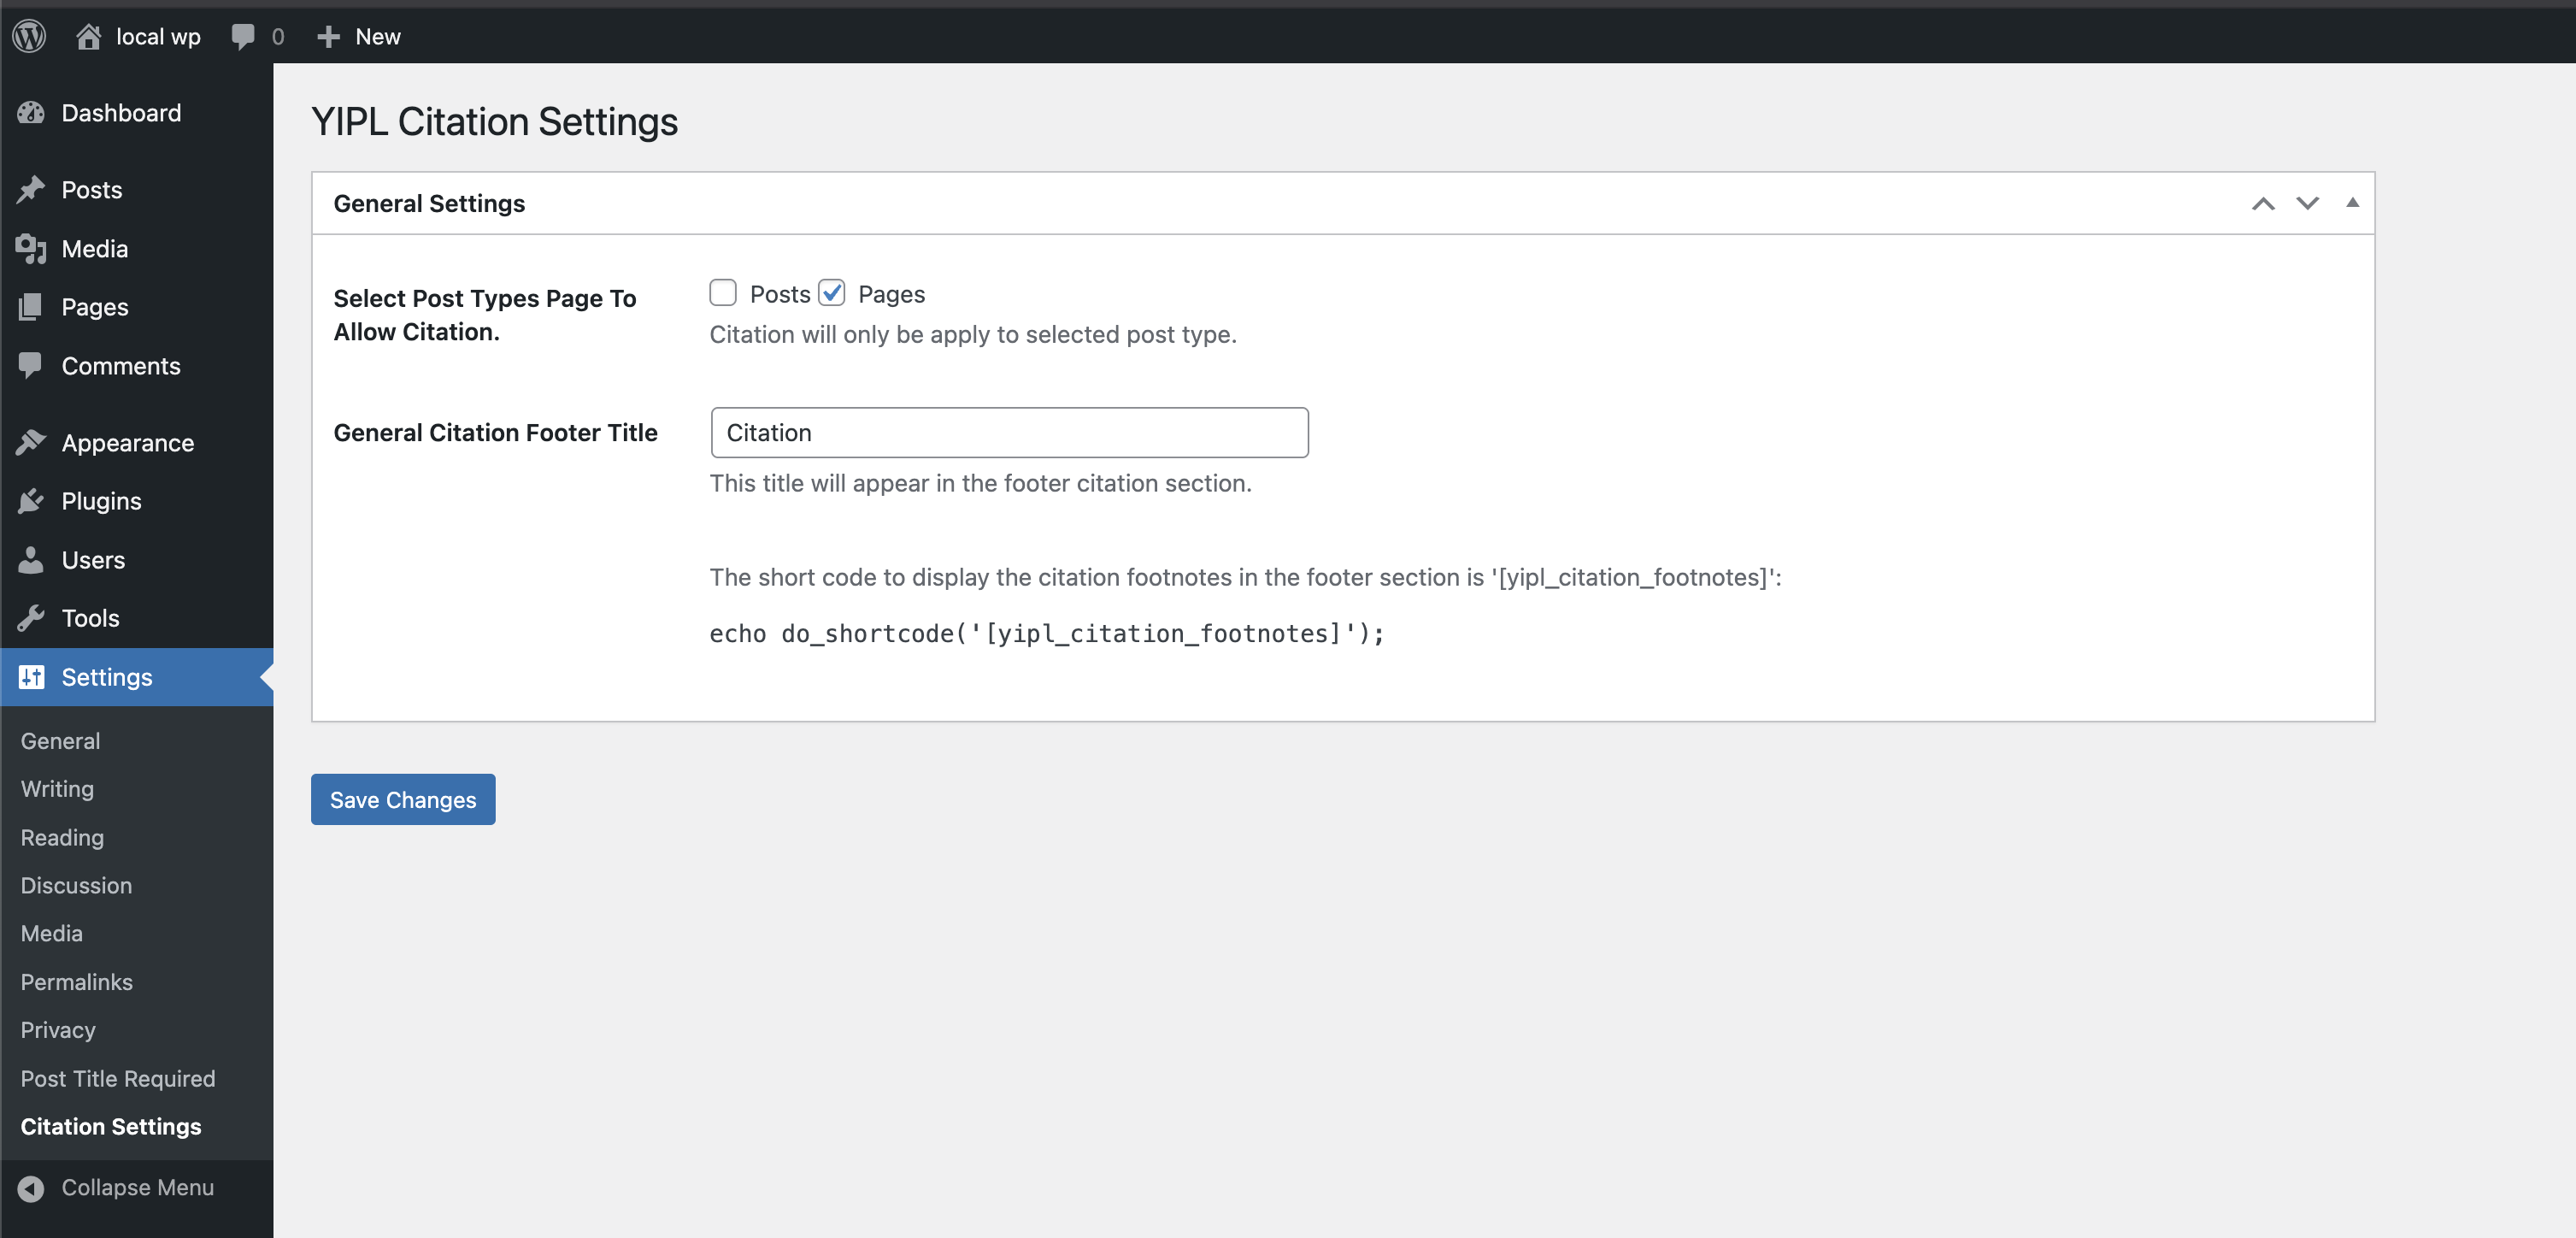 local wp 0 New
Dashboard
Posts
Media
Pages
Comments
Appearance
Plugins
Users
Tools
Settings
General
Writing
Reading
Discussion
Media
Permalinks
Privacy
Post Title Required
Citation Settings
Collapse Menu
YIPL Citation Settings
General Settings
Select Post Types Page To
Allow Citation.
Posts Pages
Citation will only be apply to selected post type.
General Citation Footer Title
Citation
This title will appear in the footer citation section.
The short code to display the citation footnotes in the footer section is '[yipl_citation_footnotes]':
echo do_shortcode('[yipl_citation_footnotes]');
Save Changes